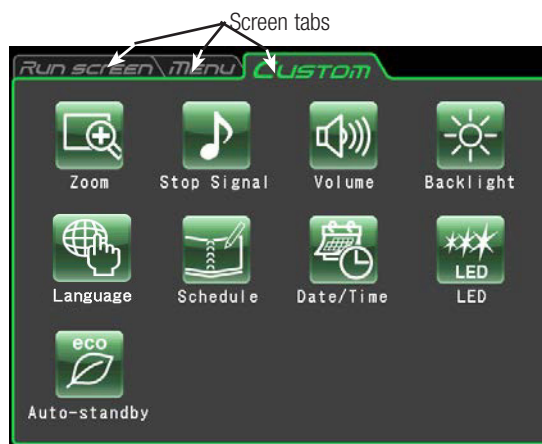 Screen tabs
Run screen Menu Custom
Zoom Stop Signal Volume Backlight
LED
Language Schedule Date/Time LED
eco
Auto-standby